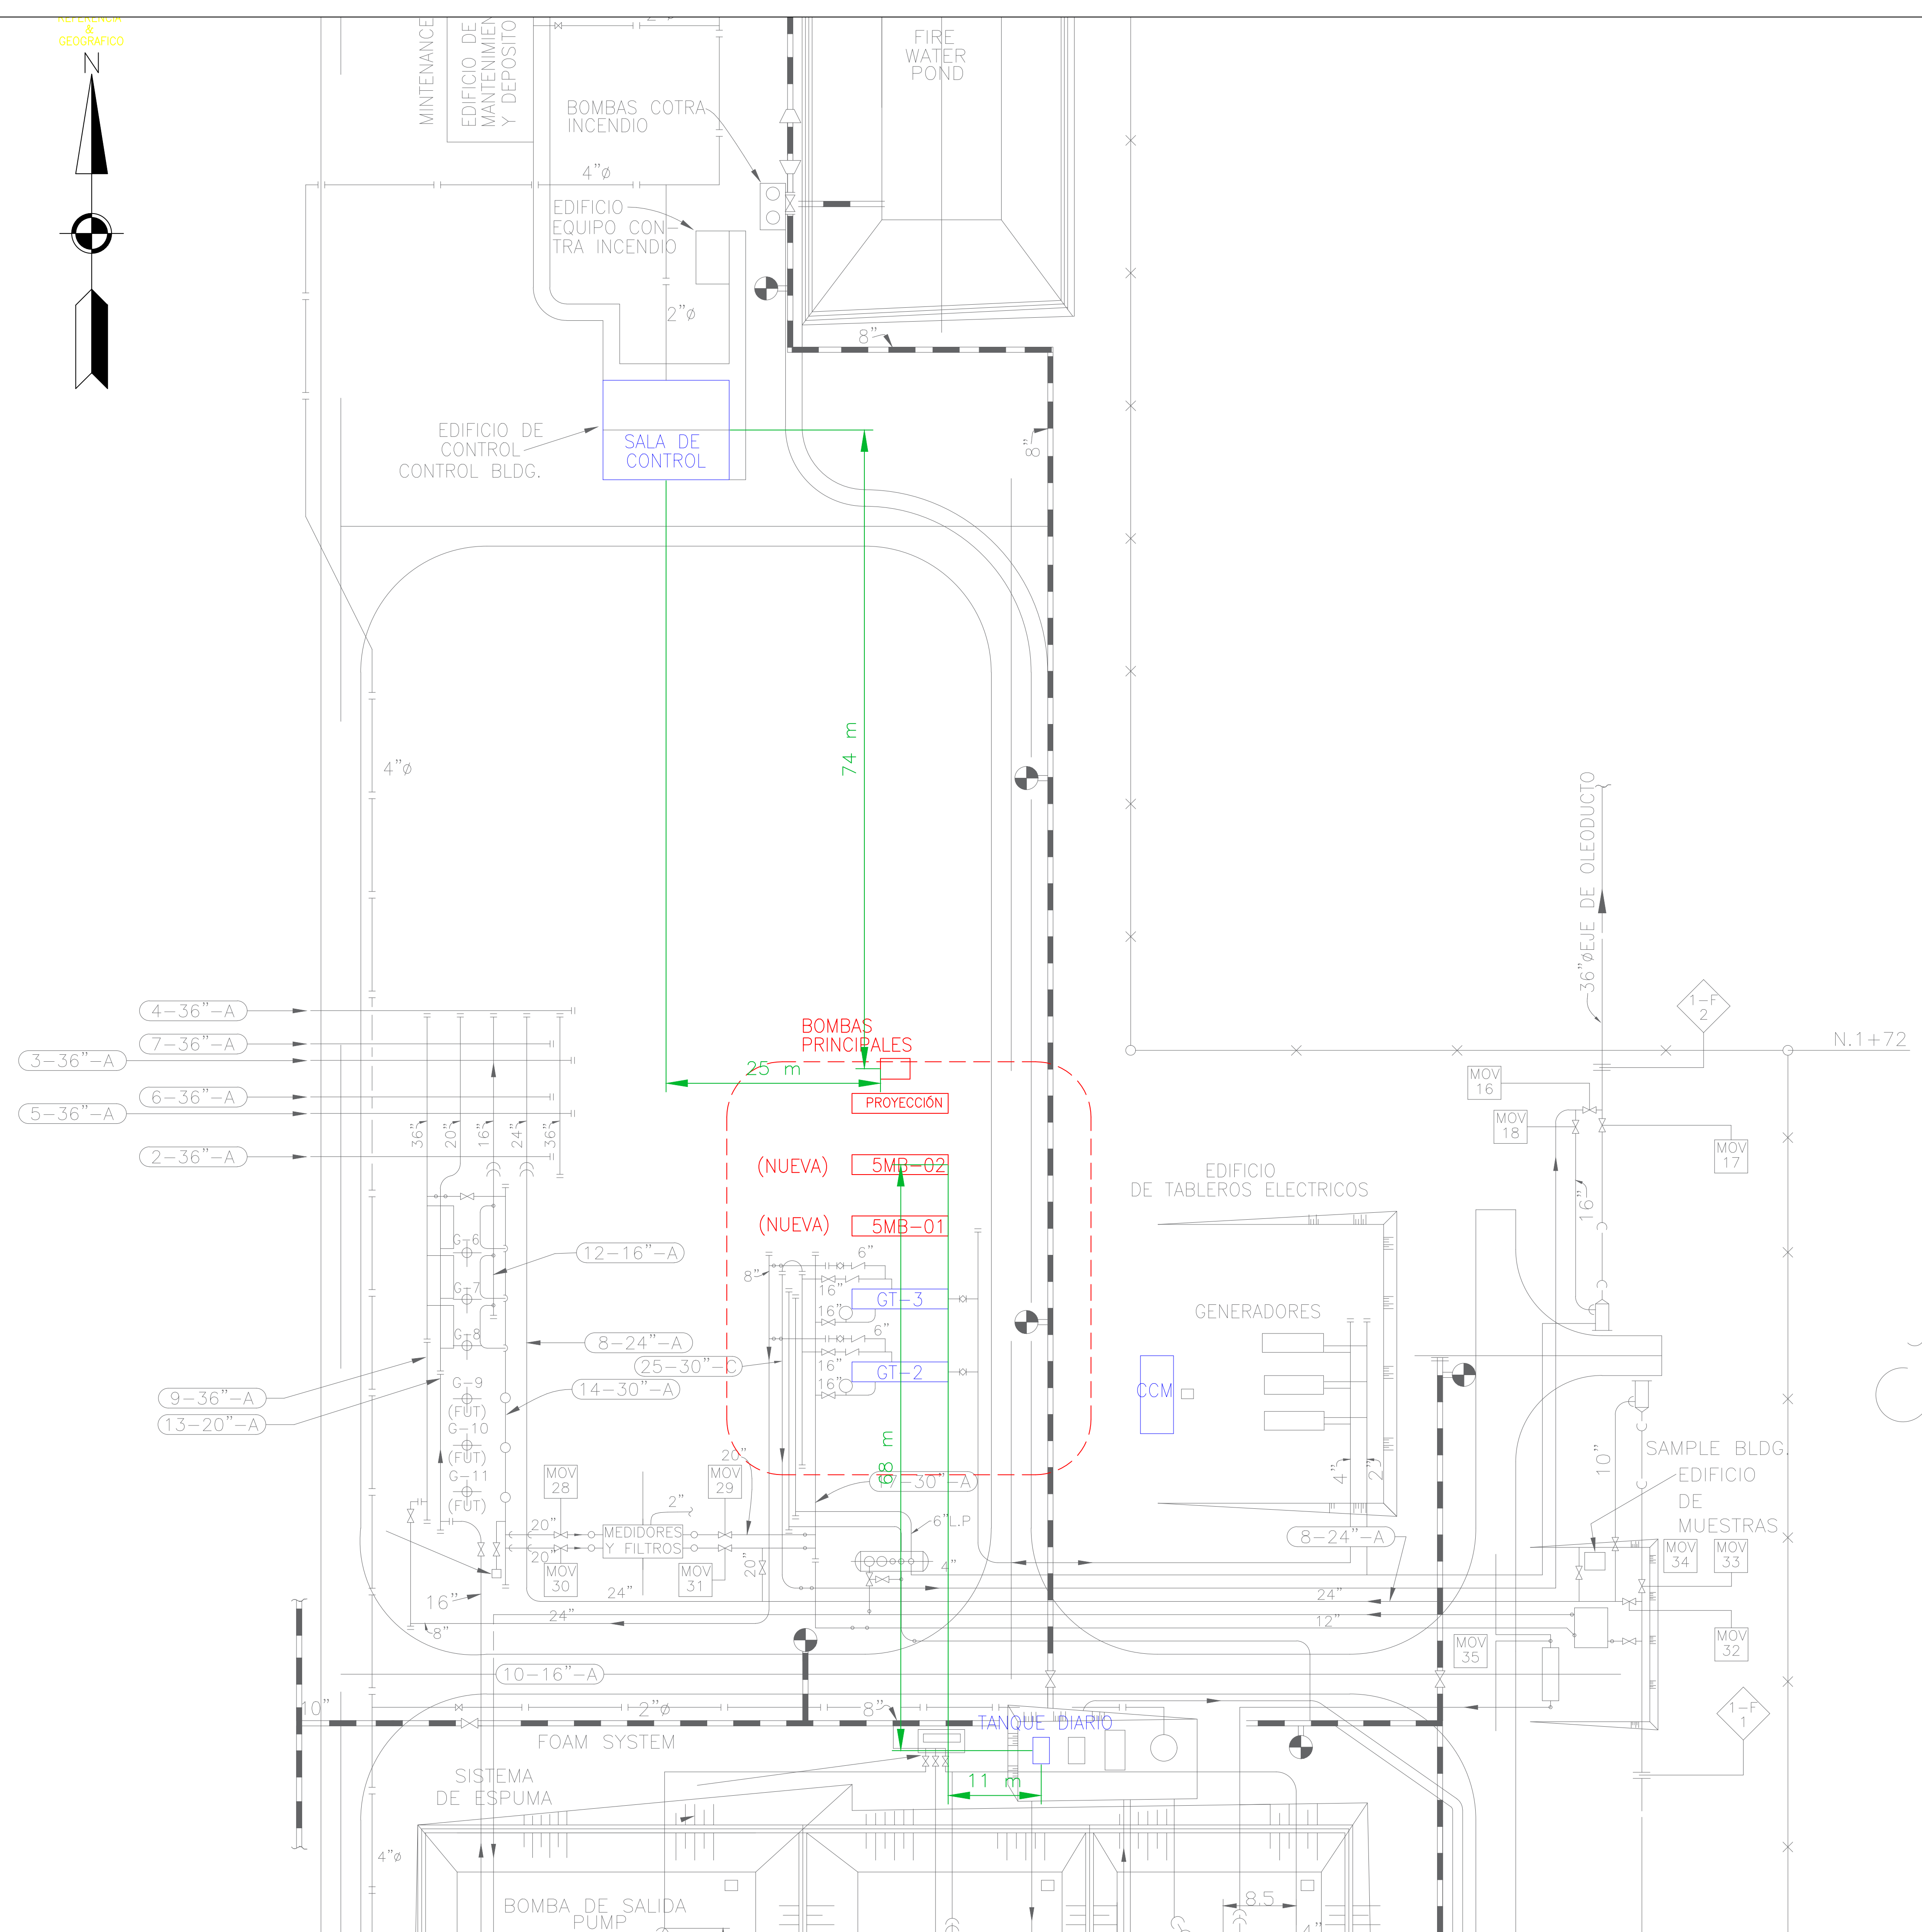 REFERENCIA
&
GEOGRAFICO
N
MINTENANCE
EDIFICIO DE
MANTENIMIEN
Y DEPOSITO
2"ø
FIRE
WATER
POND
BOMBAS COTRA
INCENDIO
4"ø
EDIFICIO
EQUIPO CON-
TRA INCENDIO
2"ø
8"
EDIFICIO DE
CONTROL
CONTROL BLDG.
SALA DE
CONTROL
8"
74 m
4"ø
36"øEJE DE OLEODUCTO
4-36"-A
7-36"-A
3-36"-A
6-36"-A
5-36"-A
2-36"-A
36"
20"
16"
24"
36"
BOMBAS
PRINCIPALES
25 m
PROYECCIÓN
(NUEVA)
5MB-02
(NUEVA)
5MB-01
1-F
2
N.1+72
MOV
16
MOV
18
MOV
17
16"
EDIFICIO
DE TABLEROS ELECTRICOS
GENERADORES
CCM
4"
2"
G-6
G-7
G-8
G-9
(FUT)
G-10
(FUT)
G-11
(FUT)
12-16"-A
8-24"-A
25-30"-C
14-30"-A
9-36"-A
13-20"-A
8"
6"
16"
GT-3
16"
6"
16"
GT-2
16"
68 m
20"
17-30"-A
MOV
28
MOV
29
2"
20"
20"
MEDIDORES
Y FILTROS
MOV
30
MOV
31
20"
24"
6"L.P
4"
8-24"-A
10"
SAMPLE BLDG.
EDIFICIO
DE
MUESTRAS
MOV
34
MOV
33
MOV
32
MOV
35
24"
12"
16"
24"
8"
10-16"-A
10"
2"ø
8"
FOAM SYSTEM
SISTEMA
DE ESPUMA
TANQUE DIARIO
11 m
1-F
1
4"ø
BOMBA DE SALIDA
PUMP
8.5
4"